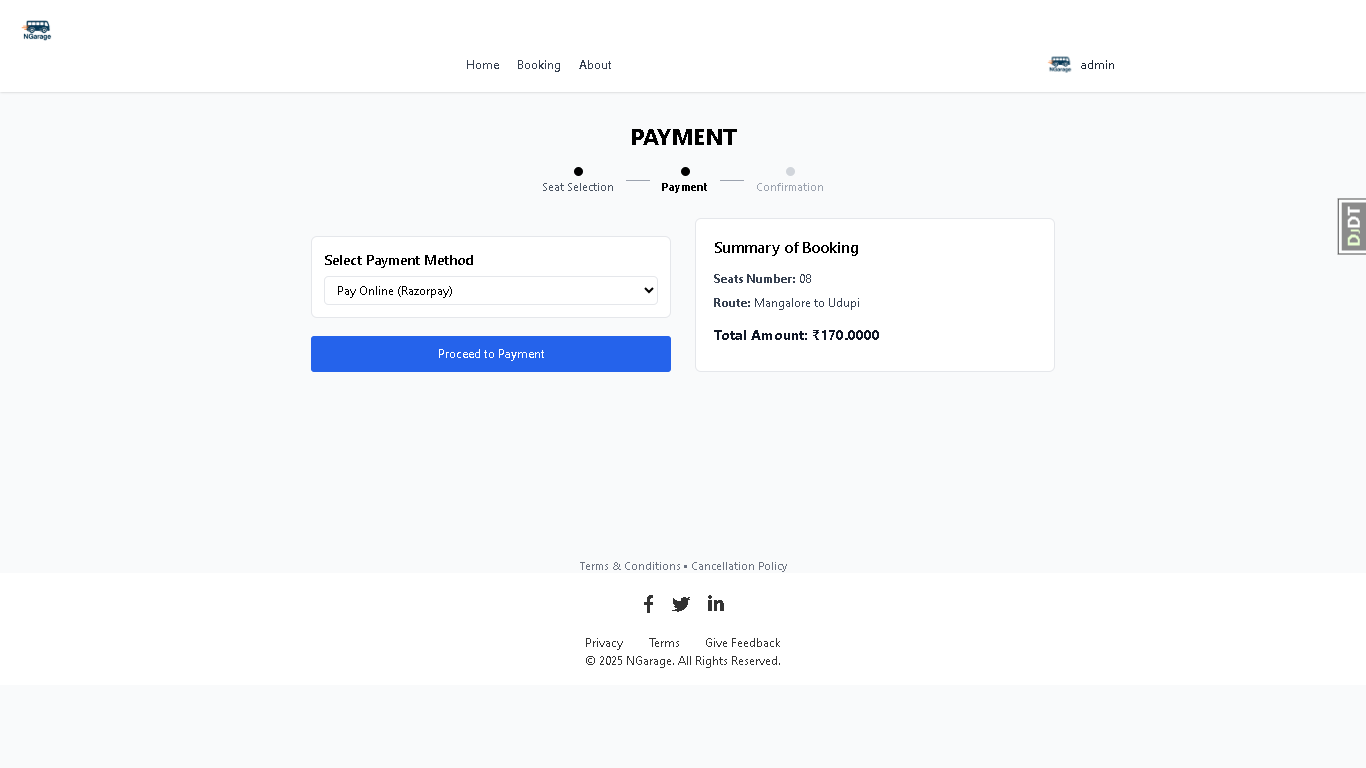 NGarage
Home Booking About
NGarage admin
PAYMENT
Seat Selection Payment Confirmation
Select Payment Method
Pay Online (Razorpay)
Proceed to Payment
Summary of Booking
Seats Number: 08
Route: Mangalore to Udupi
Total Amount: ₹170.0000
DJDT
Terms & Conditions • Cancellation Policy
Privacy Terms Give Feedback
© 2025 NGarage. All Rights Reserved.